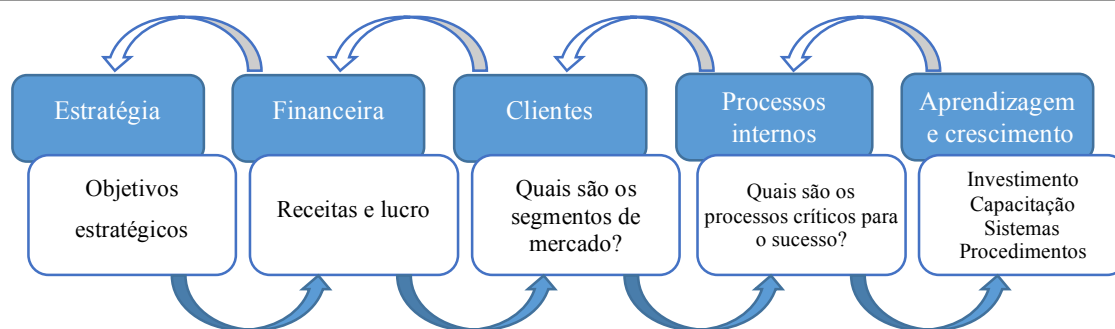 Estratégia
Objetivos
estratégicos
Financeira
Receitas e lucro
Clientes
Quais são os
segmentos de
mercado?
Processos
internos
Quais são os
processos críticos para
o sucesso?
Aprendizagem
e crescimento
Investimento
Capacitação
Sistemas
Procedimentos